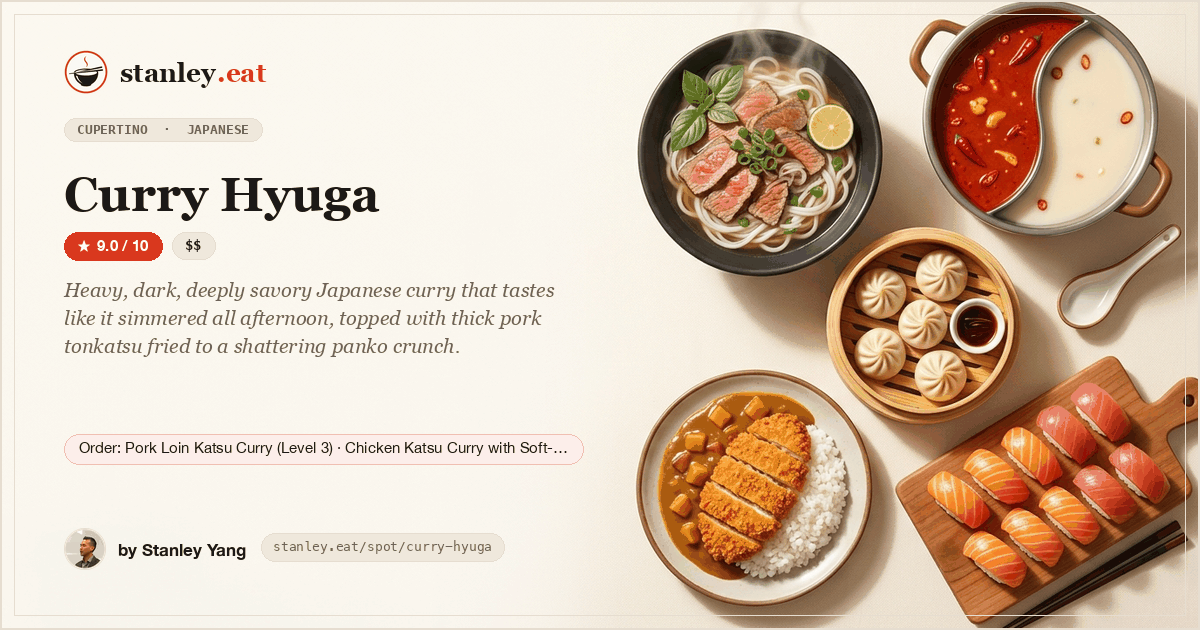 stanley.eat
CUPERTINO · JAPANESE
Curry Hyuga
★ 9.0 / 10 $$
Heavy, dark, deeply savory Japanese curry that tastes
like it simmered all afternoon, topped with thick pork
tonkatsu fried to a shattering panko crunch.
Order: Pork Loin Katsu Curry (Level 3) · Chicken Katsu Curry with Soft-...
by Stanley Yang stanley.eat/spot/curry-hyuga